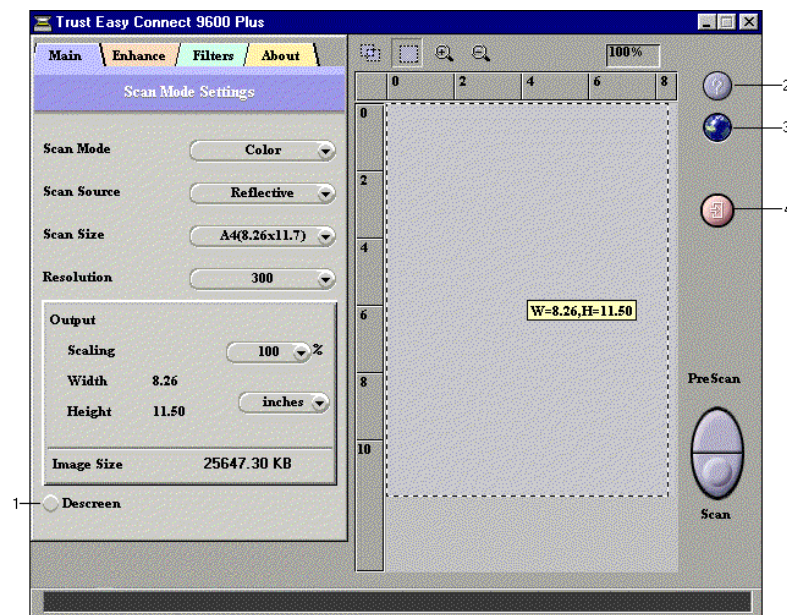 Trust Easy Connect 9600 Plus
Main Enhance Filters About
100%
Scan Mode Settings
0 2 4 6 8
2
3
4
Scan Mode Color
Scan Source Reflective
Scan Size A4(8.26x11.7)
Resolution 300
Output
Scaling 100 %
Width 8.26
Height 11.50
inches
Image Size 25647.30 KB
1
Descreen
0
2
4
6
8
10
W=8.26,H=11.50
PreScan
Scan